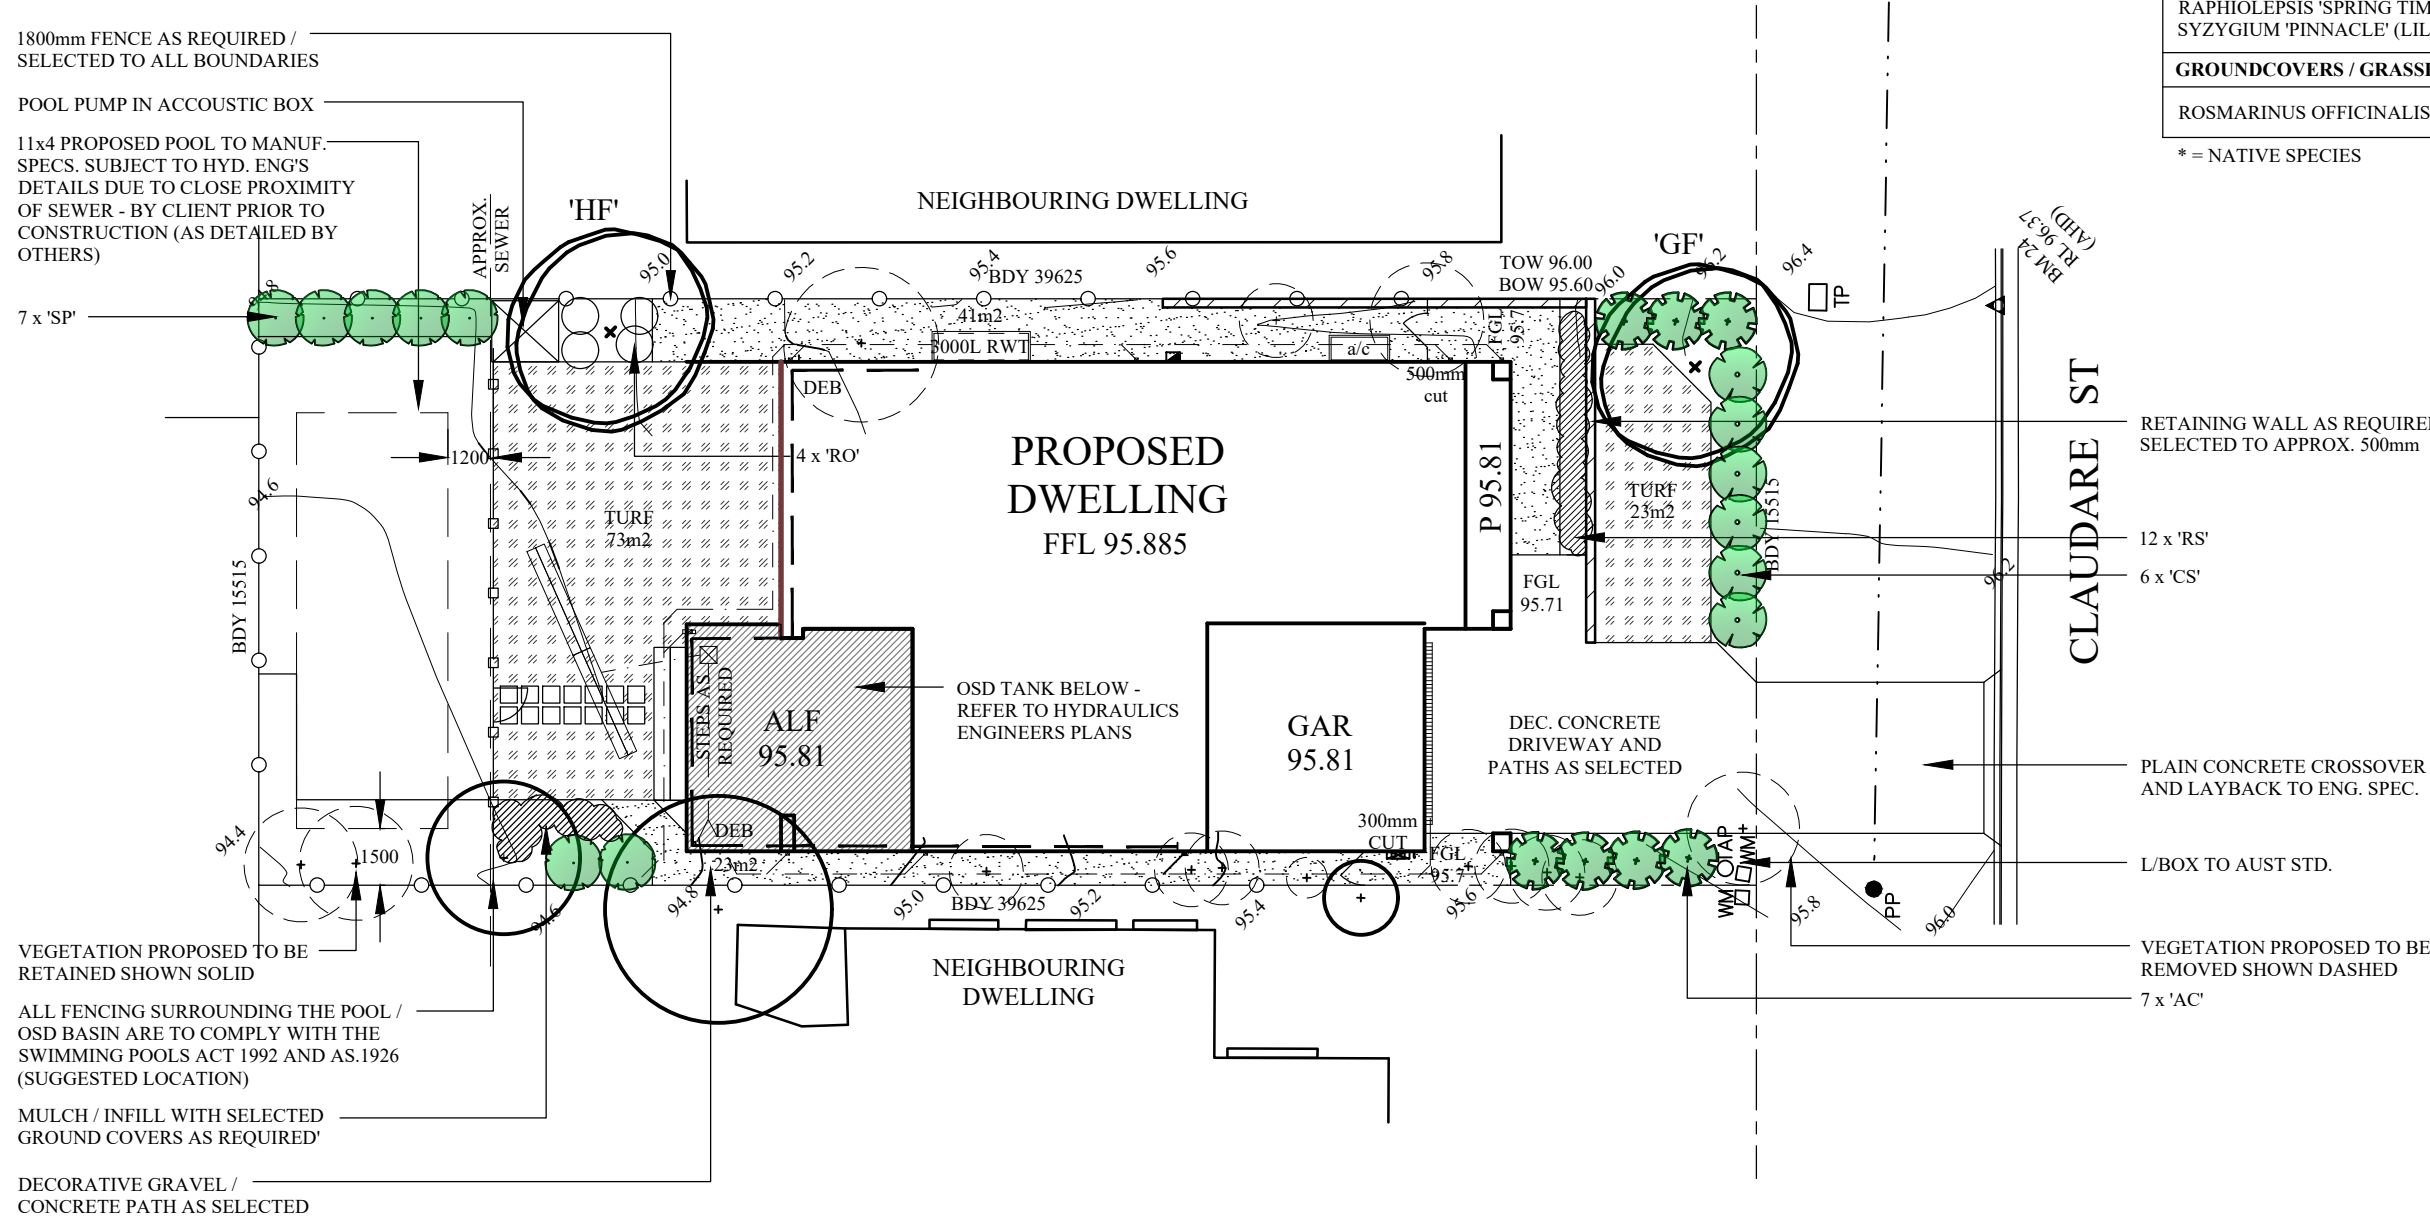 1800mm FENCE AS REQUIRED /
SELECTED TO ALL BOUNDARIES
POOL PUMP IN ACCOUSTIC BOX
11x4 PROPOSED POOL TO MANUF.
SPECS. SUBJECT TO HYD. ENG'S
DETAILS DUE TO CLOSE PROXIMITY
OF SEWER - BY CLIENT PRIOR TO
CONSTRUCTION (AS DETAILED BY
OTHERS)
7 x 'SP'
APPROX.
SEWER
'HF'
NEIGHBOURING DWELLING
95.0
95.2
95.4
BDY 39625
95.6
95.8
TOW 96.00
BOW 95.60
96.0
'GF'
96.2
96.4
TP
BM 24
RL 96.37
(AHD)
RAPHIOLEPSIS 'SPRING TIM
SYZYGIUM 'PINNACLE' (LIL
GROUNDCOVERS / GRASS
ROSMARINUS OFFICINALIS
* = NATIVE SPECIES
41m2
3000L RWT
a/c
500mm
cut
FGL
95.7
DEB
1200
4 x 'RO'
94.6
BDY 15515
TURF
73m2
PROPOSED
DWELLING
FFL 95.885
P 95.81
FGL
95.71
TURF
23m2
BDY 15515
96.2
CLAUDARE ST
RETAINING WALL AS REQUIRE
SELECTED TO APPROX. 500mm
12 x 'RS'
6 x 'CS'
STEPS AS
REQUIRED
ALF
95.81
OSD TANK BELOW -
REFER TO HYDRAULICS
ENGINEERS PLANS
GAR
95.81
DEC. CONCRETE
DRIVEWAY AND
PATHS AS SELECTED
PLAIN CONCRETE CROSSOVER
AND LAYBACK TO ENG. SPEC.
94.4
1500
94.6
DEB
23m2
94.8
95.0
BDY 39625
95.2
95.4
300mm
CUT
FGL
95.7
95.6
WM
AP
WM
95.8
PP
96.0
L/BOX TO AUST STD.
VEGETATION PROPOSED TO BE
REMOVED SHOWN DASHED
7 x 'AC'
NEIGHBOURING
DWELLING
VEGETATION PROPOSED TO BE
RETAINED SHOWN SOLID
ALL FENCING SURROUNDING THE POOL /
OSD BASIN ARE TO COMPLY WITH THE
SWIMMING POOLS ACT 1992 AND AS.1926
(SUGGESTED LOCATION)
MULCH / INFILL WITH SELECTED
GROUND COVERS AS REQUIRED'
DECORATIVE GRAVEL /
CONCRETE PATH AS SELECTED